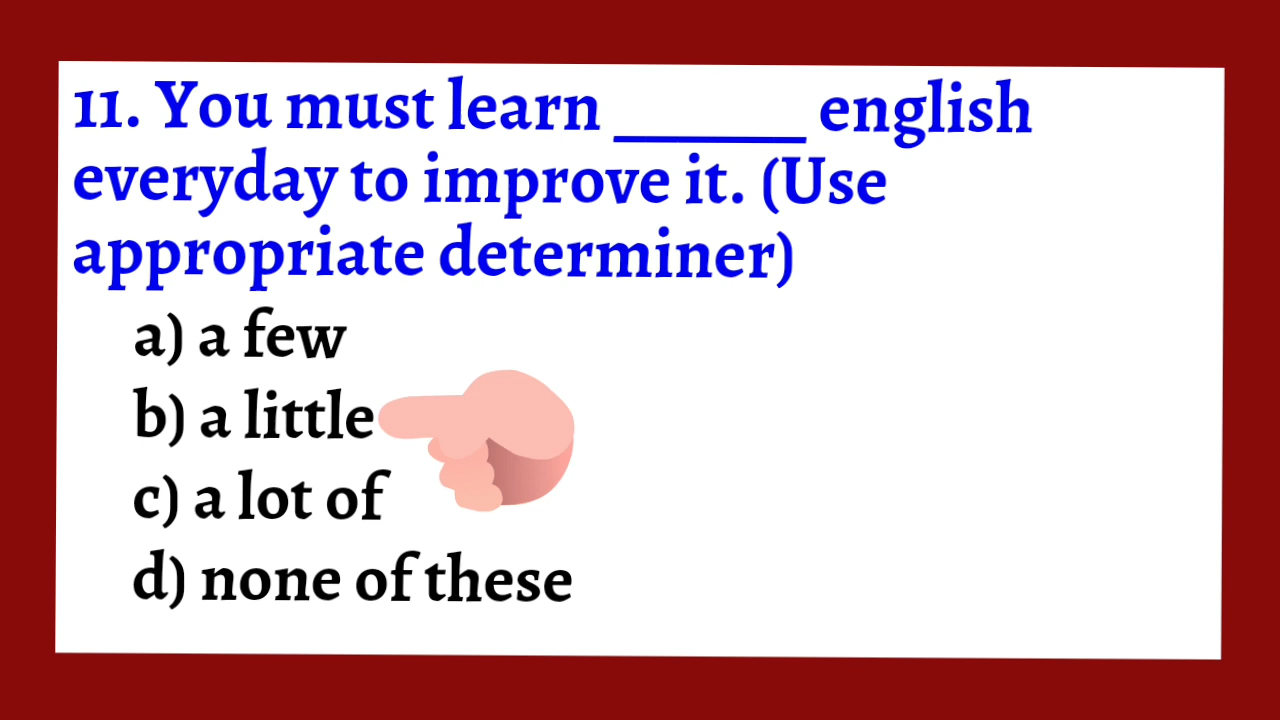 11. You must learn ______ english
everyday to improve it. (Use
appropriate determiner)
a) a few
b) a little
c) a lot of
d) none of these